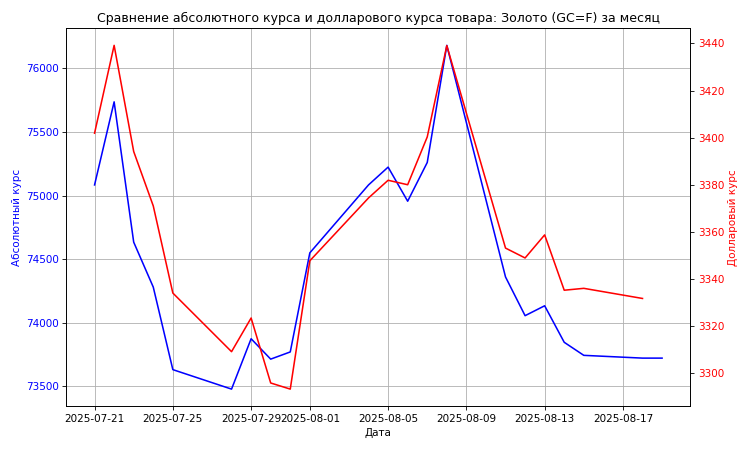 Сравнение абсолютного курса и долларового курса товара: Золото (GC=F) за месяц
Абсолютный курс
76000
75500
75000
74500
74000
73500
3440
3420
3400
3380
3360
3340
3320
3300
Долларовый курс
2025-07-21 2025-07-25 2025-07-29 2025-08-01 2025-08-05 2025-08-09 2025-08-13 2025-08-17
Дата